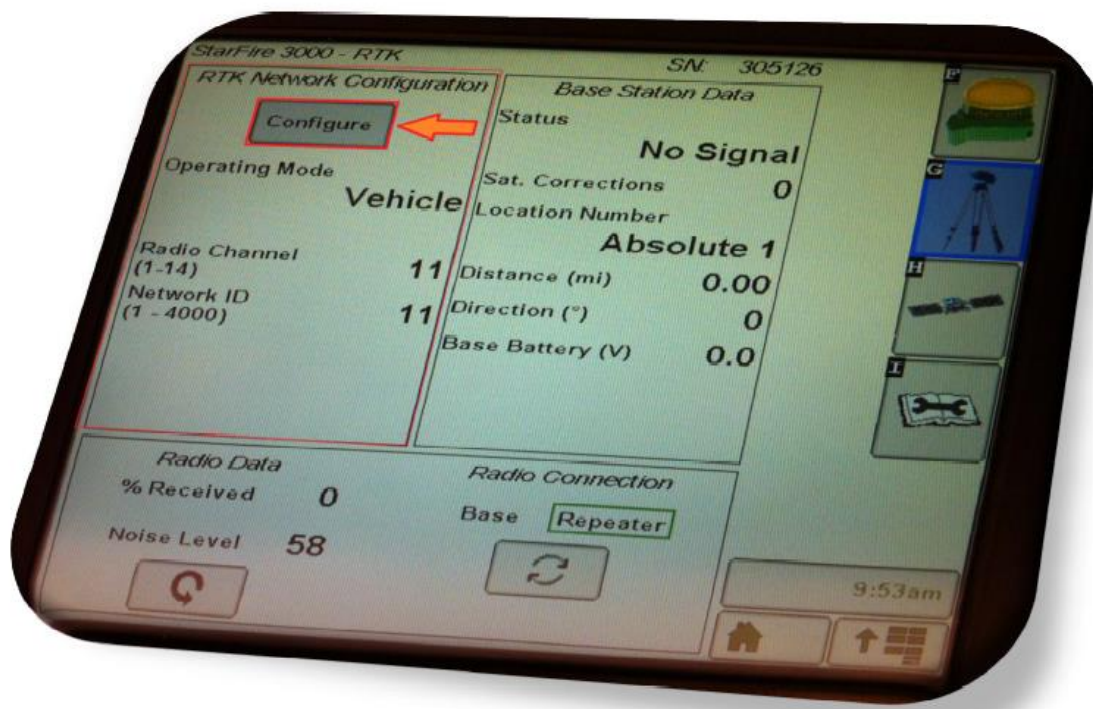 StarFire 3000 - RTK
SN: 305126
RTK Network Configuration
Configure
Operating Mode
Vehicle
Radio Channel
(1-14)
11
Network ID
(1 - 4000)
11
Base Station Data
Status
No Signal
Sat. Corrections
0
Location Number
Absolute 1
Distance (mi)
0.00
Direction (°)
0
Base Battery (V)
0.0
F
G
H
I
Radio Data
% Received
0
Noise Level
58
Radio Connection
Base
Repeater
9:53am